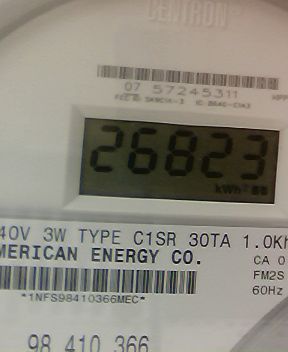 CENTRON
07 57245311
26823
kWh
40V 3W TYPE C1SR 30TA 1.0Kh
MERICAN ENERGY CO.
CA 0
FM2S
60Hz
*1NFS98410366MEC*
98 410 366